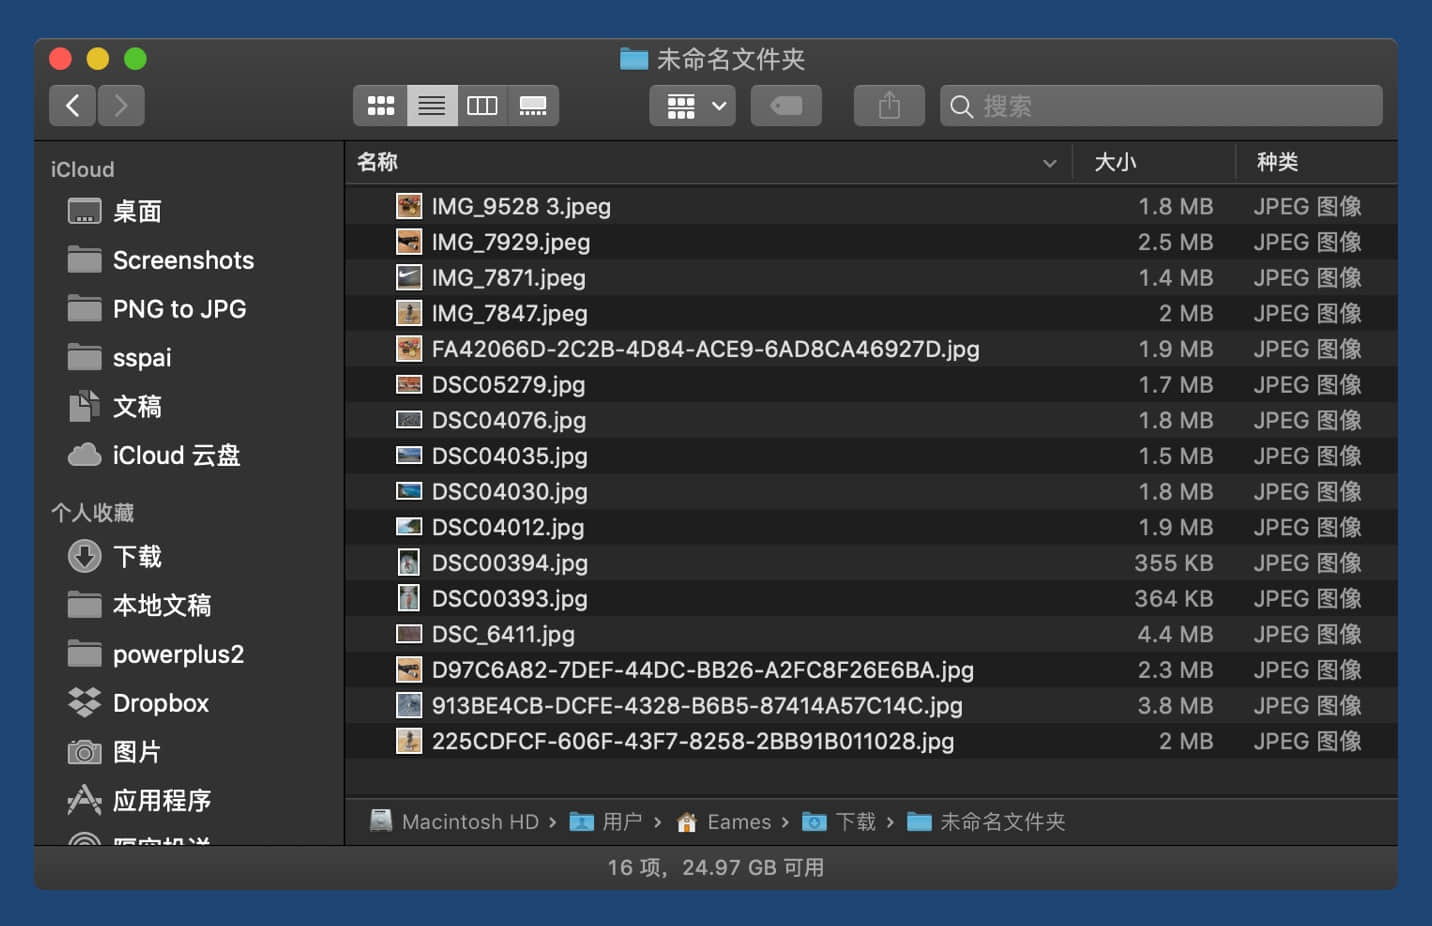 未命名文件夹
搜索
iCloud
桌面
Screenshots
PNG to JPG
sspai
文稿
iCloud 云盘
个人收藏
下载
本地文稿
powerplus2
Dropbox
图片
应用程序
隔空投送
名称 大小 种类
IMG_9528 3.jpeg 1.8 MB JPEG 图像
IMG_7929.jpeg 2.5 MB JPEG 图像
IMG_7871.jpeg 1.4 MB JPEG 图像
IMG_7847.jpeg 2 MB JPEG 图像
FA42066D-2C2B-4D84-ACE9-6AD8CA46927D.jpg 1.9 MB JPEG 图像
DSC05279.jpg 1.7 MB JPEG 图像
DSC04076.jpg 1.8 MB JPEG 图像
DSC04035.jpg 1.5 MB JPEG 图像
DSC04030.jpg 1.8 MB JPEG 图像
DSC04012.jpg 1.9 MB JPEG 图像
DSC00394.jpg 355 KB JPEG 图像
DSC00393.jpg 364 KB JPEG 图像
DSC_6411.jpg 4.4 MB JPEG 图像
D97C6A82-7DEF-44DC-BB26-A2FC8F26E6BA.jpg 2.3 MB JPEG 图像
913BE4CB-DCFE-4328-B6B5-87414A57C14C.jpg 3.8 MB JPEG 图像
225CDFCF-606F-43F7-8258-2BB91B011028.jpg 2 MB JPEG 图像
Macintosh HD › 用户 › Eames › 下载 › 未命名文件夹
16 项，24.97 GB 可用